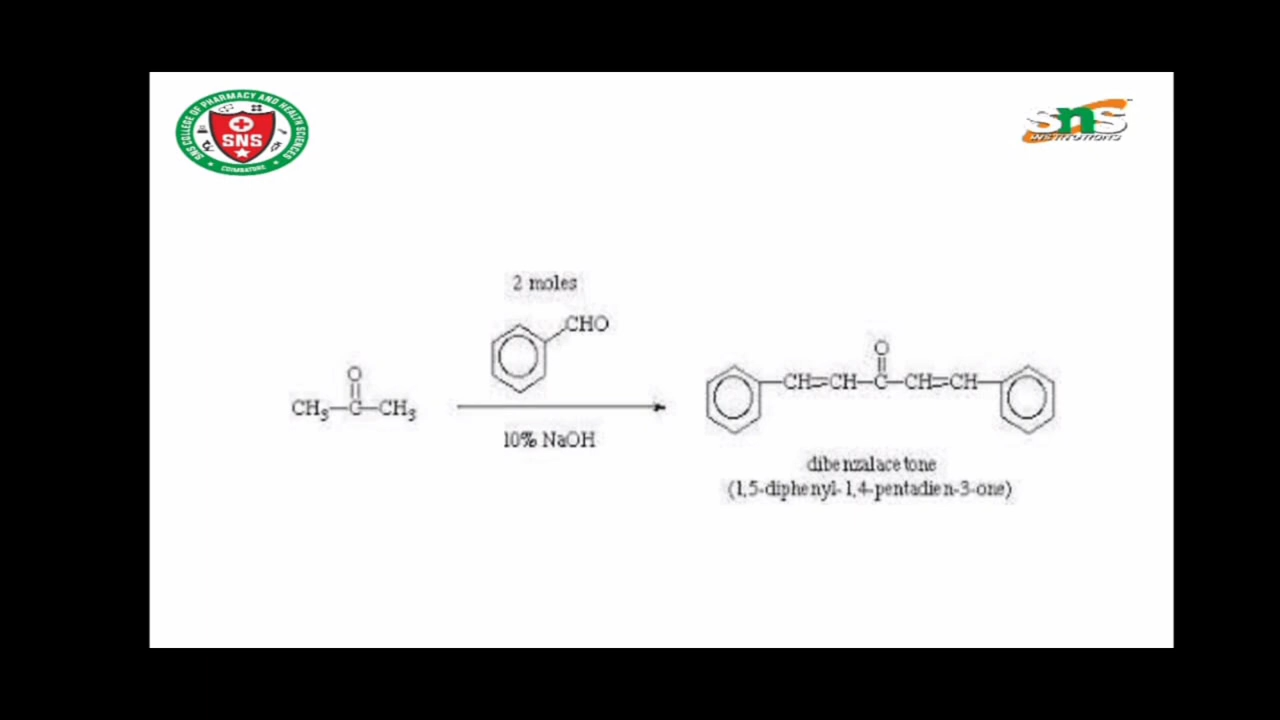 SNS COLLEGE OF PHARMACY AND HEALTH SCIENCES
SNS
COIMBATORE
sns
INSTITUTIONS
2 moles
CHO
O
CH3—C—CH3
10% NaOH
O
CH=CH—C—CH=CH
dibenzalacetone
(1,5-diphenyl-1,4-pentadien-3-one)